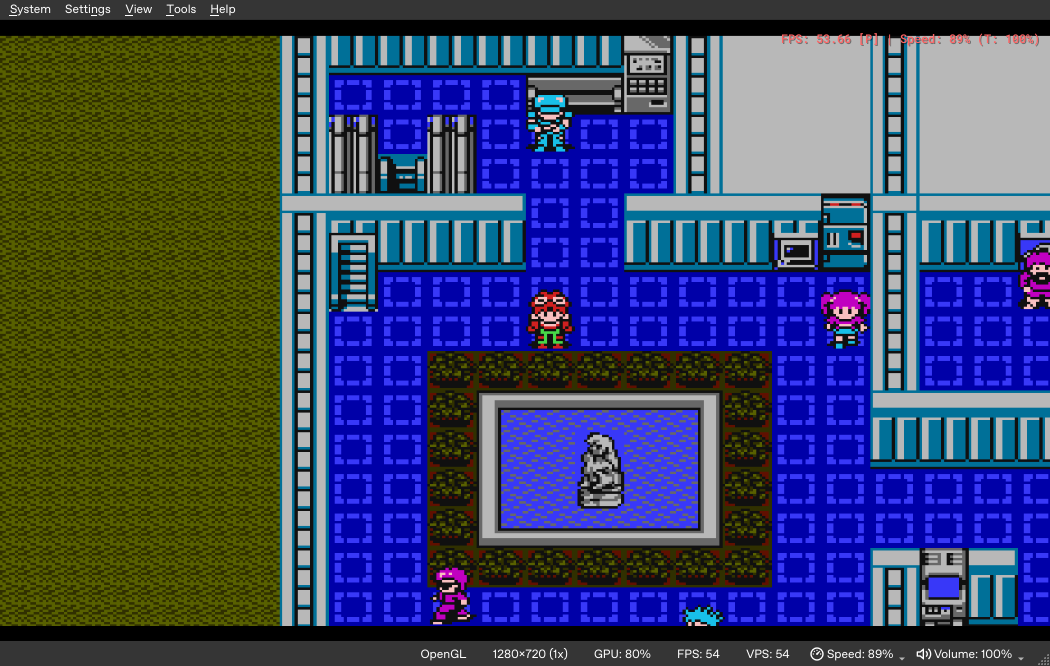 System Settings View Tools Help
FPS: 53.66 [P] | Speed: 89% (T: 100%)
OpenGL 1280×720 (1x) GPU: 80% FPS: 54 VPS: 54 Speed: 89% Volume: 100%